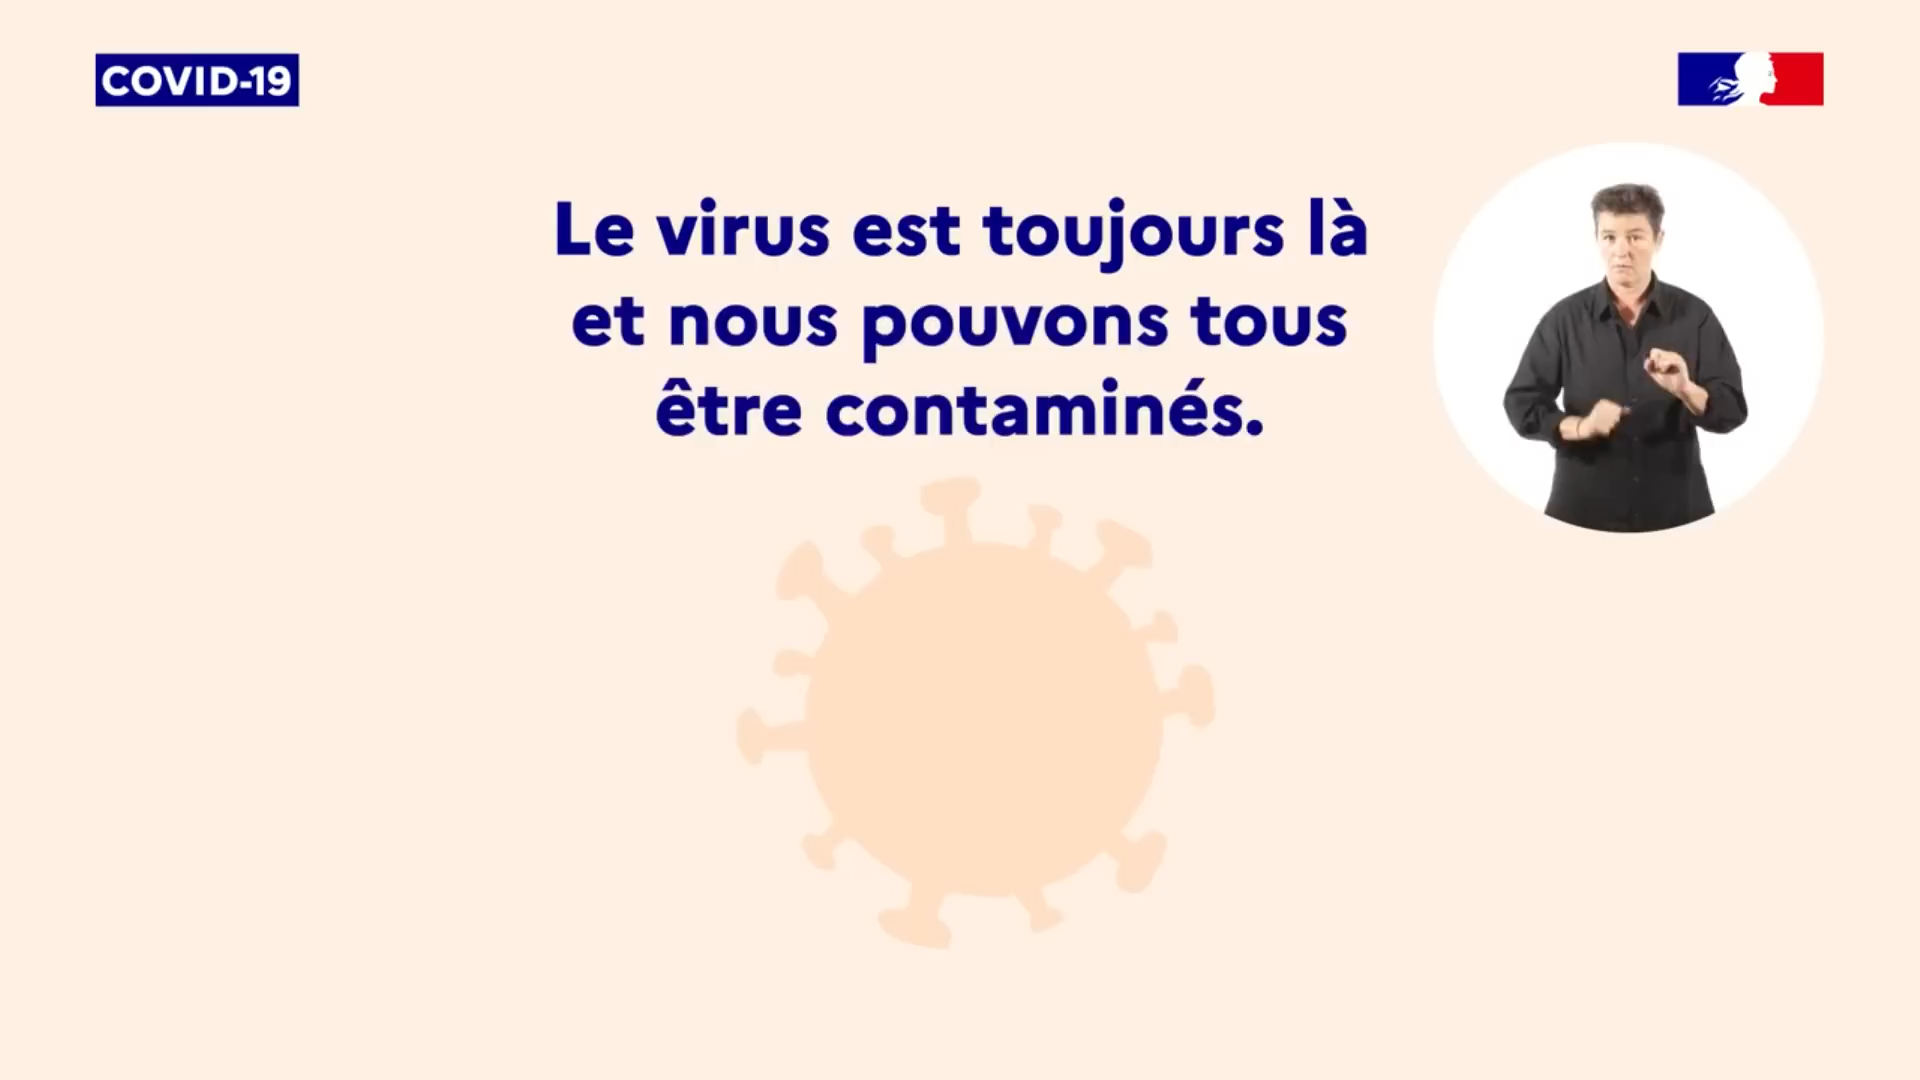 COVID-19
Le virus est toujours là
et nous pouvons tous
être contaminés.